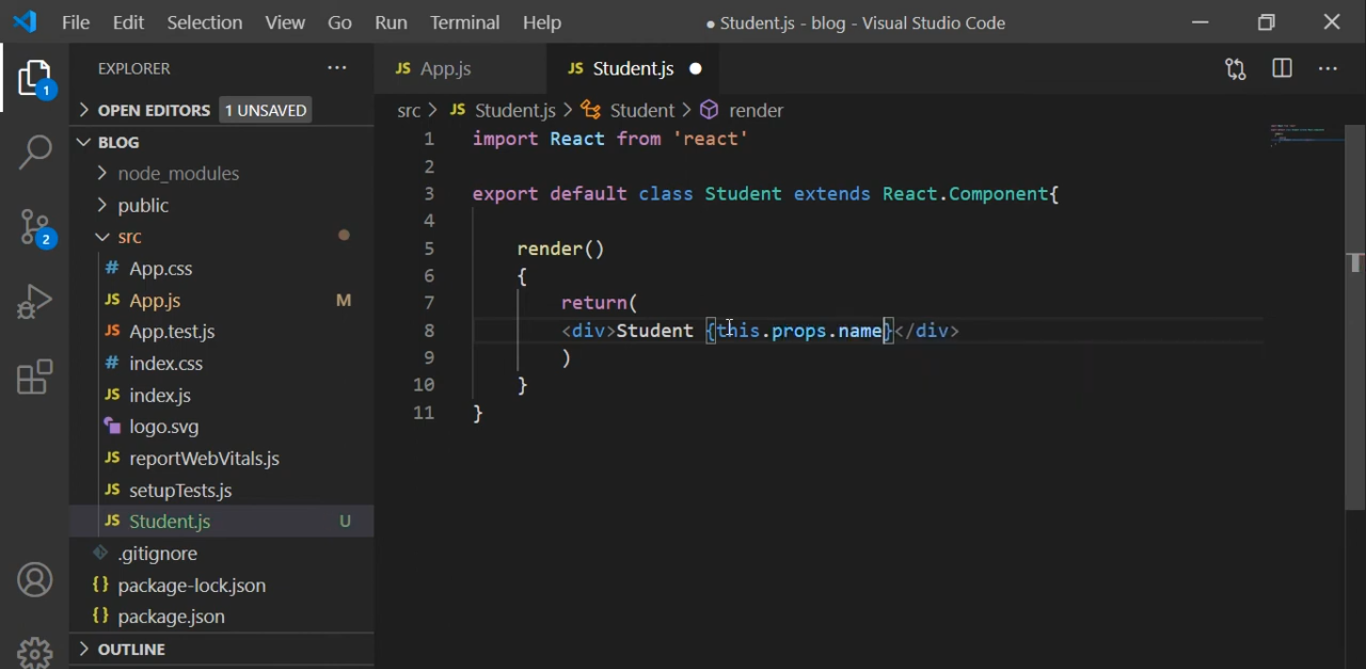 File Edit Selection View Go Run Terminal Help ● Student.js - blog - Visual Studio Code
EXPLORER ···
JS App.js
JS Student.js ●
1
> OPEN EDITORS 1 UNSAVED
src > JS Student.js > Student > render
BLOG
> node_modules
> public
src
# App.css
JS App.js M
JS App.test.js
# index.css
JS index.js
logo.svg
JS reportWebVitals.js
JS setupTests.js
JS Student.js U
.gitignore
{} package-lock.json
{} package.json
> OUTLINE
2
1 import React from 'react'
2
3 export default class Student extends React.Component{
4
5 render()
6 {
7 return(
8 <div>Student {this.props.name}</div>
9 )
10 }
11 }